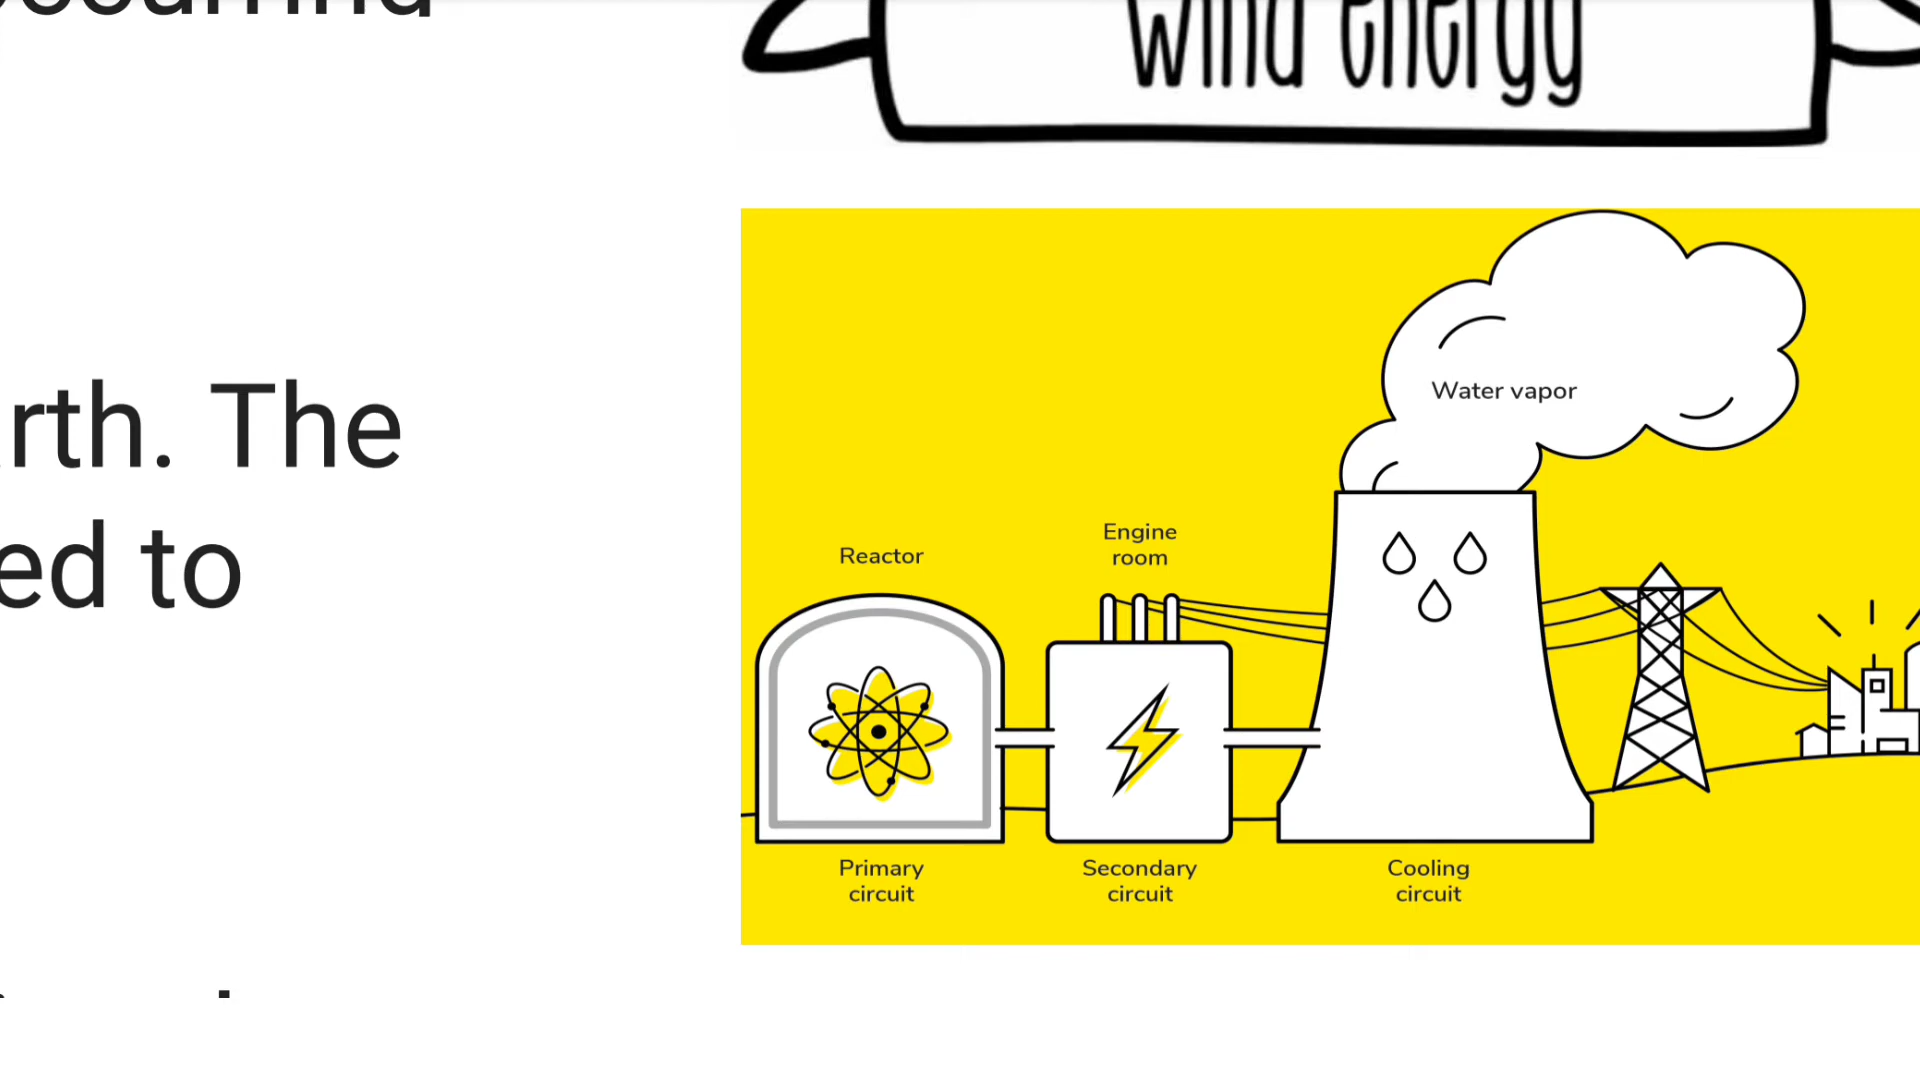 wind energy
rth. The
ed to
Water vapor
Reactor
Engine
room
Primary
circuit
Secondary
circuit
Cooling
circuit